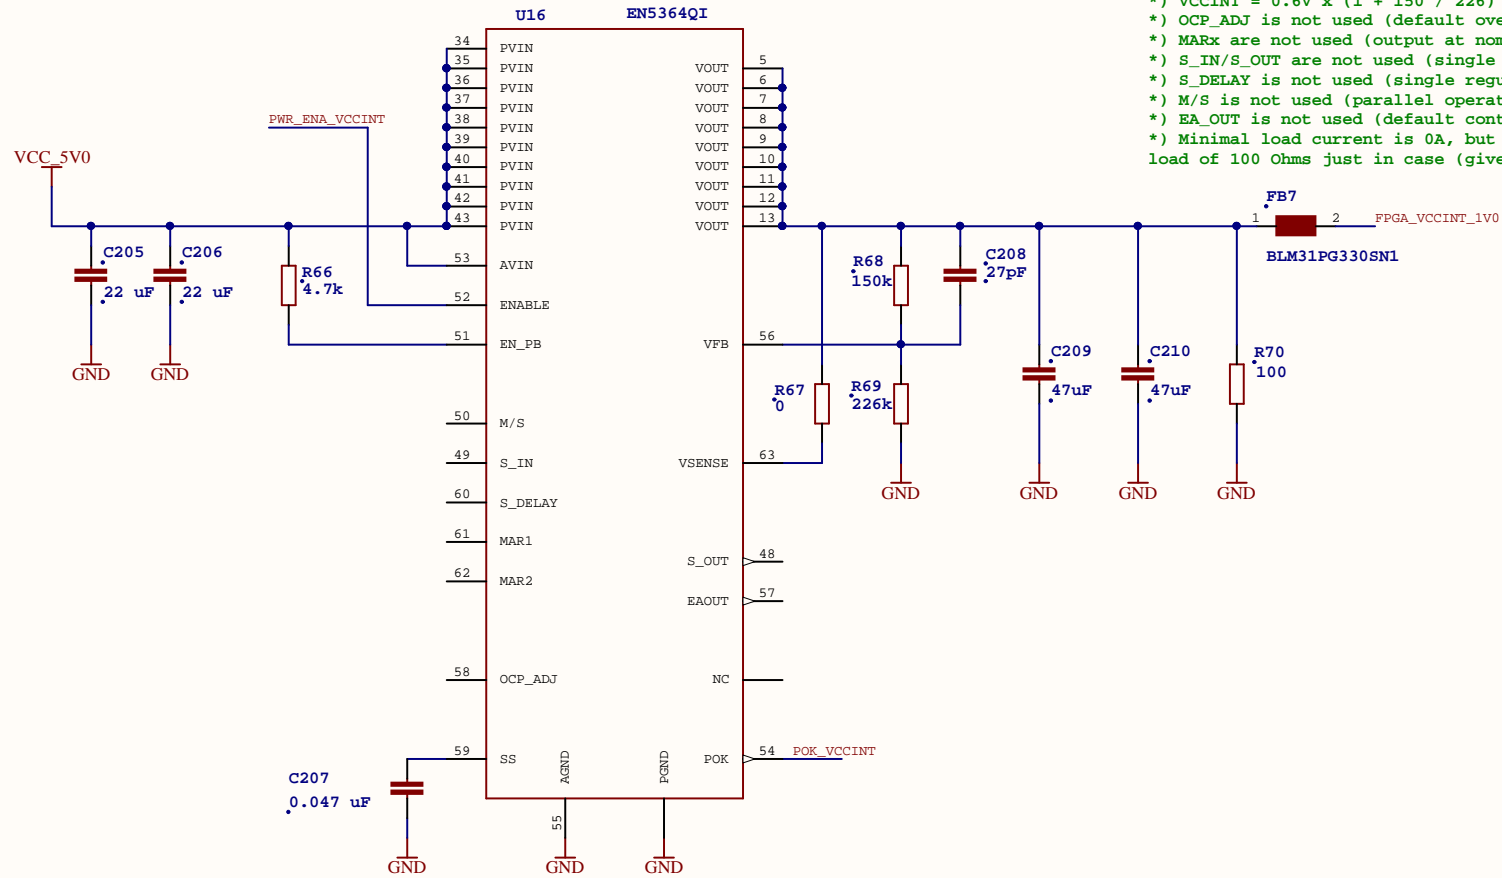 U16
EN5364QI
*) VCCINT = 0.6V x (1 + 150 / 226)
*) OCP_ADJ is not used (default ove
*) MARx are not used (output at nom
*) S_IN/S_OUT are not used (single
*) S_DELAY is not used (single regu
*) M/S is not used (parallel operat
*) EA_OUT is not used (default cont
*) Minimal load current is 0A, but
load of 100 Ohms just in case (give
34 PVIN
35 PVIN
36 PVIN
37 PVIN
38 PVIN
39 PVIN
40 PVIN
41 PVIN
42 PVIN
43 PVIN
53 AVIN
52 ENABLE
51 EN_PB
50 M/S
49 S_IN
60 S_DELAY
61 MAR1
62 MAR2
58 OCP_ADJ
59 SS
VOUT 5
VOUT 6
VOUT 7
VOUT 8
VOUT 9
VOUT 10
VOUT 11
VOUT 12
VOUT 13
VFB 56
VSENSE 63
S_OUT 48
EAOUT 57
NC
POK 54
POK_VCCINT
AGND
55
PGND
GND
GND
PWR_ENA_VCCINT
VCC_5V0
C205
22 uF
GND
C206
22 uF
GND
R66
4.7k
C207
0.047 uF
GND
R67
0
R68
150k
C208
27pF
R69
226k
GND
C209
47uF
GND
C210
47uF
GND
R70
100
GND
FB7
1 2
FPGA_VCCINT_1V0
BLM31PG330SN1